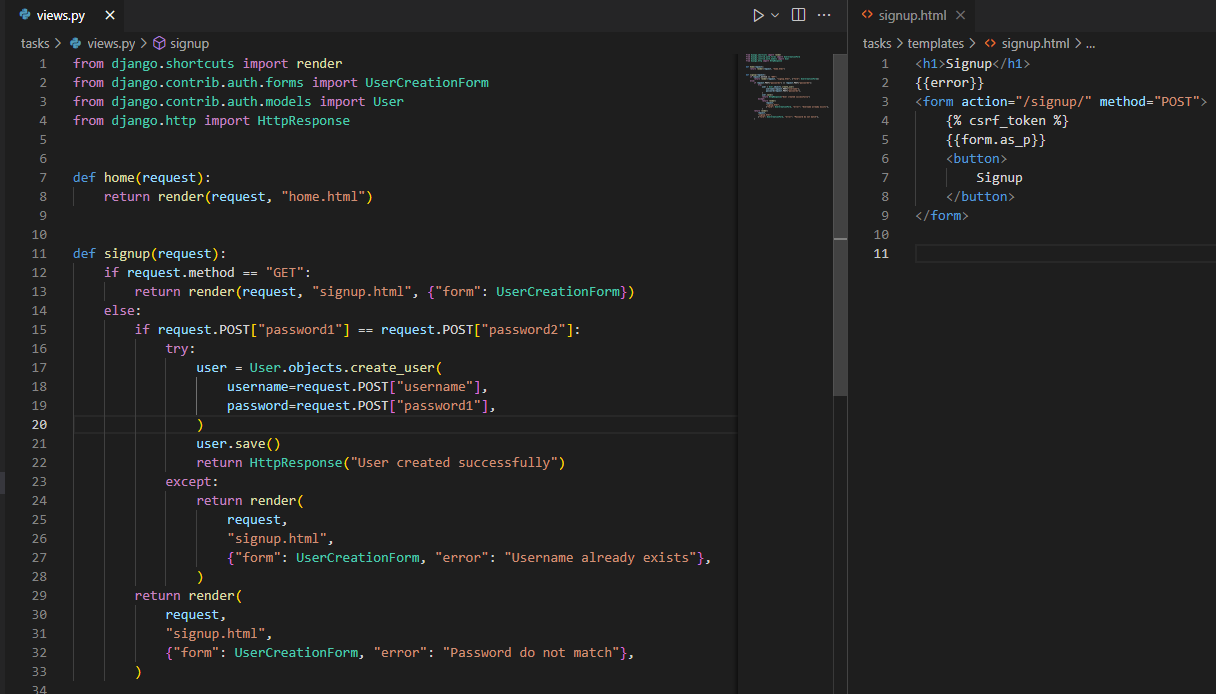 views.py
tasks > views.py > signup
1 from django.shortcuts import render
2 from django.contrib.auth.forms import UserCreationForm
3 from django.contrib.auth.models import User
4 from django.http import HttpResponse
5
6
7 def home(request):
8     return render(request, "home.html")
9
10
11 def signup(request):
12     if request.method == "GET":
13         return render(request, "signup.html", {"form": UserCreationForm})
14     else:
15         if request.POST["password1"] == request.POST["password2"]:
16             try:
17                 user = User.objects.create_user(
18                     username=request.POST["username"],
19                     password=request.POST["password1"],
20                 )
21                 user.save()
22                 return HttpResponse("User created successfully")
23             except:
24                 return render(
25                     request,
26                     "signup.html",
27                     {"form": UserCreationForm, "error": "Username already exists"},
28                 )
29         return render(
30             request,
31             "signup.html",
32             {"form": UserCreationForm, "error": "Password do not match"},
33         )
34
signup.html
tasks > templates > signup.html > ...
1 <h1>Signup</h1>
2 {{error}}
3 <form action="/signup/" method="POST">
4     {% csrf_token %}
5     {{form.as_p}}
6     <button>
7         Signup
8     </button>
9 </form>
10
11